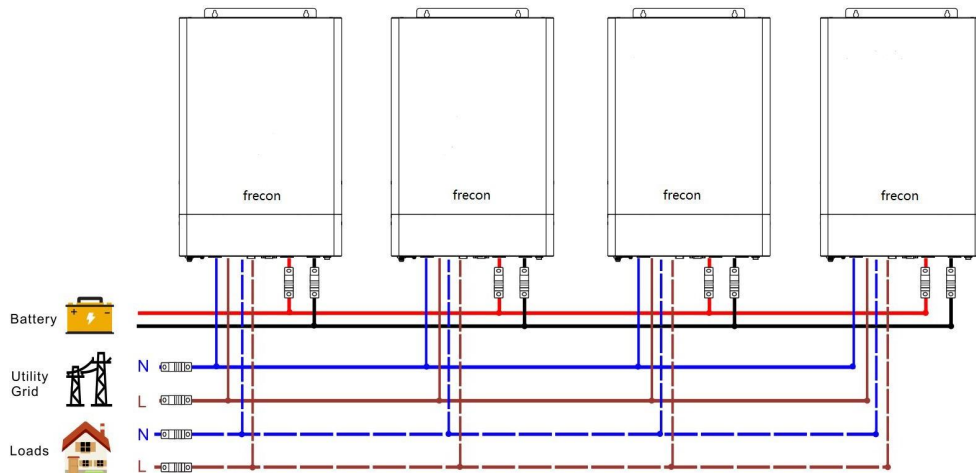 frecon
frecon
frecon
frecon
Battery
+ -
Utility
Grid
N
L
Loads
N
L